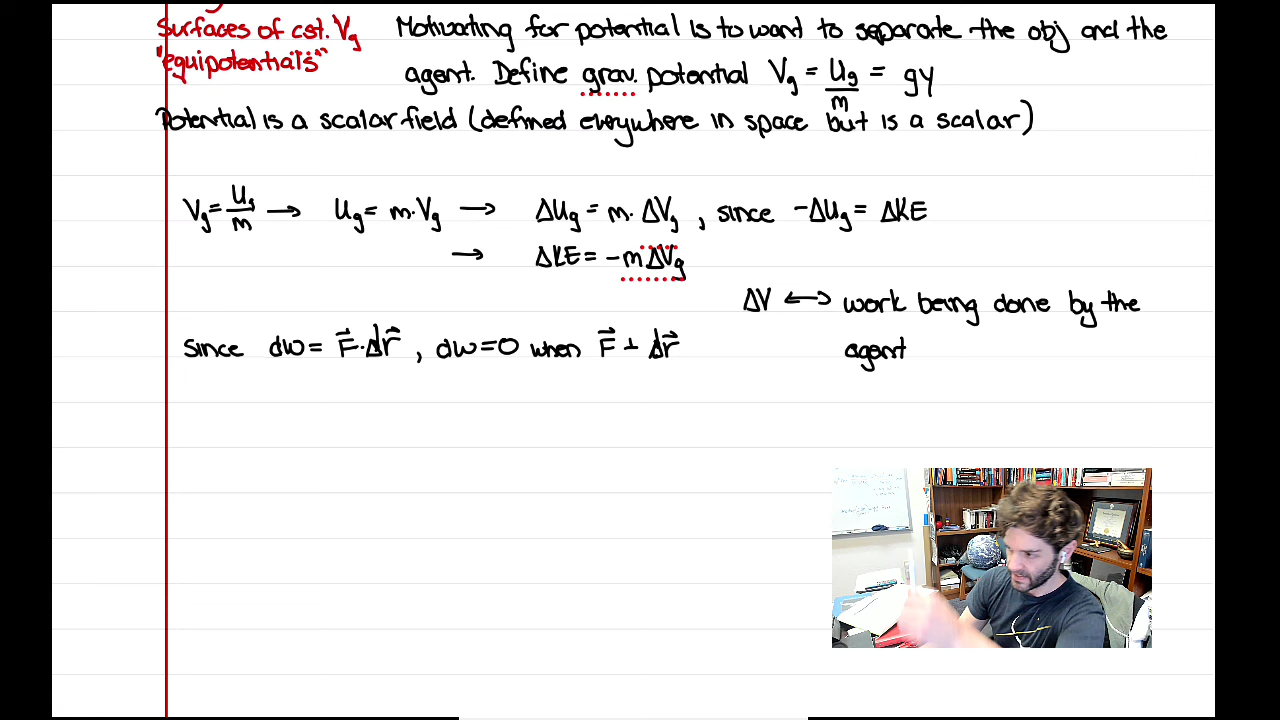 Surfaces of cst. Vg
"equipotentials"
Motivating for potential is to want to separate the obj and the
agent. Define grav. potential Vg = Ug/m = gy
Potential is a scalar field (defined everywhere in space but is a scalar)
Vg = Ug/m → Ug = m·Vg → ΔUg = m·ΔVg, since -ΔUg = ΔKE
→ ΔKE = -mΔVg
ΔV ↔ work being done by the
agent
Since dw = F⃗·dr⃗, dw=0 when F⃗ ⊥ dr⃗